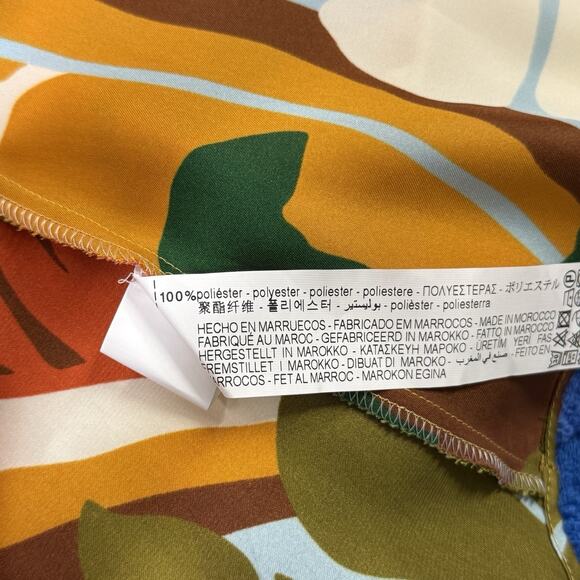 100% poliéster - polyester - poliester - poliestere - ΠΟΛΥΕΣΤΕΡΑΣ - ポリエステル
聚酯纤维 - 폴리에스터 - بوليستير - polièster - poliesterra
HECHO EN MARRUECOS - FABRICADO EM MARROCOS - MADE IN MOROCCO
FABRIQUÉ AU MAROC - GEFABRICEERD IN MAROKKO - FATTO IN MAROCCO
HERGESTELLT IN MAROKKO - ΚΑΤΑΣΚΕΥΗ ΜΑΡΟΚΟ - ÜRETIM YERI FAS
FREMSTILLET I MAROKKO - DIBUAT DI MAROKO - صنع في المغرب - FEITO EN
MARROCOS - FET AL MARROC - MAROKON EGINA